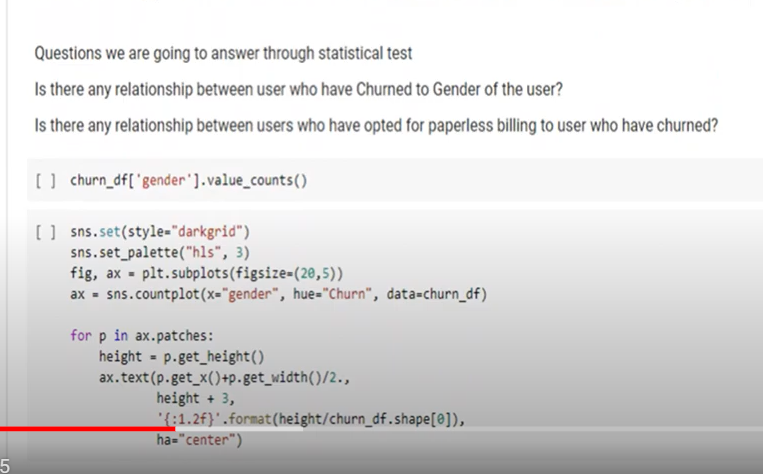 Questions we are going to answer through statistical test
Is there any relationship between user who have Churned to Gender of the user?
Is there any relationship between users who have opted for paperless billing to user who have churned?
[ ] churn_df['gender'].value_counts()
[ ] sns.set(style="darkgrid")
sns.set_palette("hls", 3)
fig, ax = plt.subplots(figsize=(20,5))
ax = sns.countplot(x="gender", hue="Churn", data=churn_df)
for p in ax.patches:
height = p.get_height()
ax.text(p.get_x()+p.get_width()/2.,
height + 3,
'{:1.2f}'.format(height/churn_df.shape[0]),
ha="center")
5